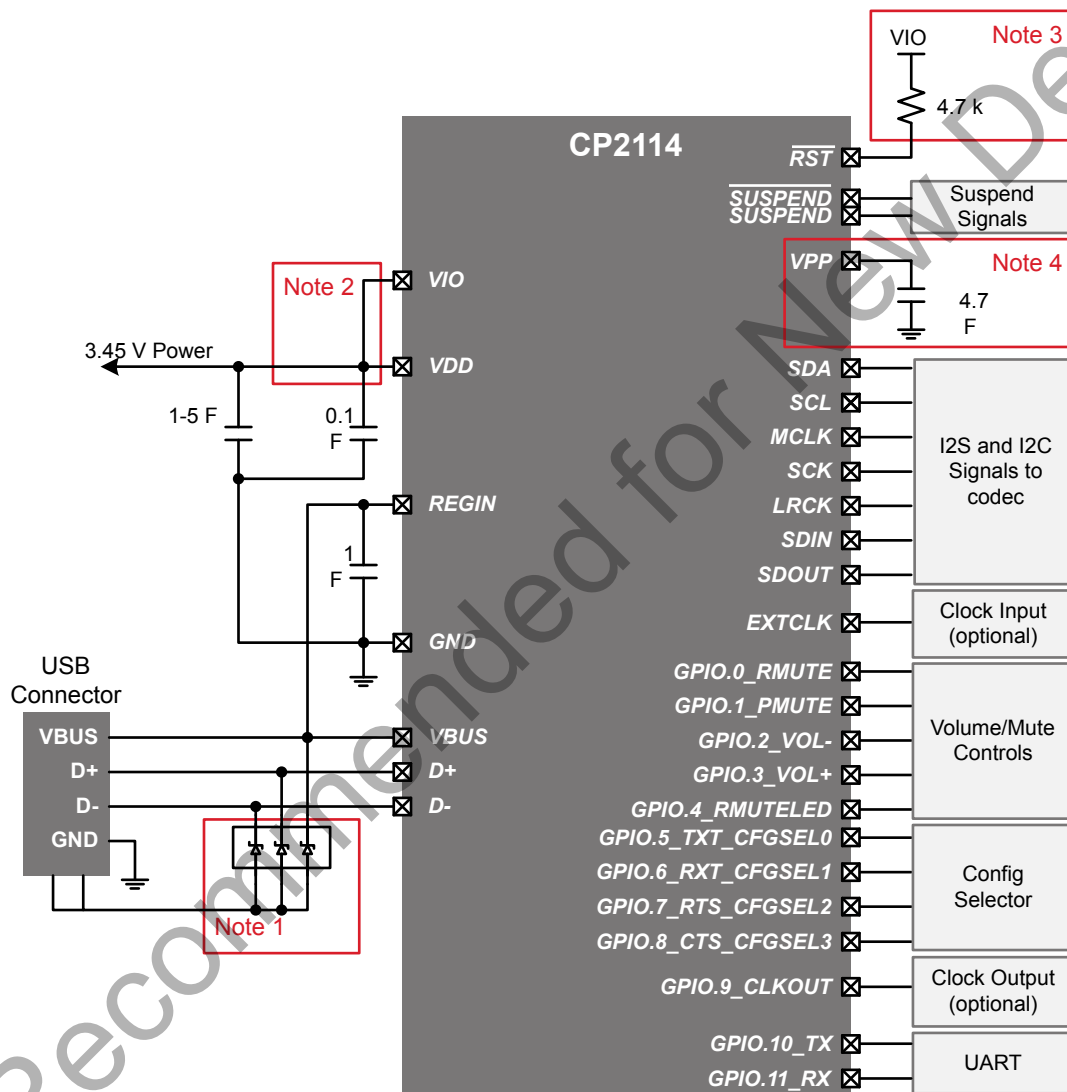 VIO
Note 3
4.7 k
CP2114
RST
SUSPEND
SUSPEND
Suspend
Signals
VPP
Note 4
4.7
F
Note 2
VIO
3.45 V Power
VDD
1-5 F
0.1
F
REGIN
1
F
GND
SDA
SCL
MCLK
SCK
LRCK
SDIN
SDOUT
I2S and I2C
Signals to
codec
EXTCLK
Clock Input
(optional)
USB
Connector
VBUS
D+
D-
GND
VBUS
D+
D-
Note 1
GPIO.0_RMUTE
GPIO.1_PMUTE
GPIO.2_VOL-
GPIO.3_VOL+
GPIO.4_RMUTELED
Volume/Mute
Controls
GPIO.5_TXT_CFGSEL0
GPIO.6_RXT_CFGSEL1
GPIO.7_RTS_CFGSEL2
GPIO.8_CTS_CFGSEL3
Config
Selector
GPIO.9_CLKOUT
Clock Output
(optional)
GPIO.10_TX
GPIO.11_RX
UART
Recommended for New De